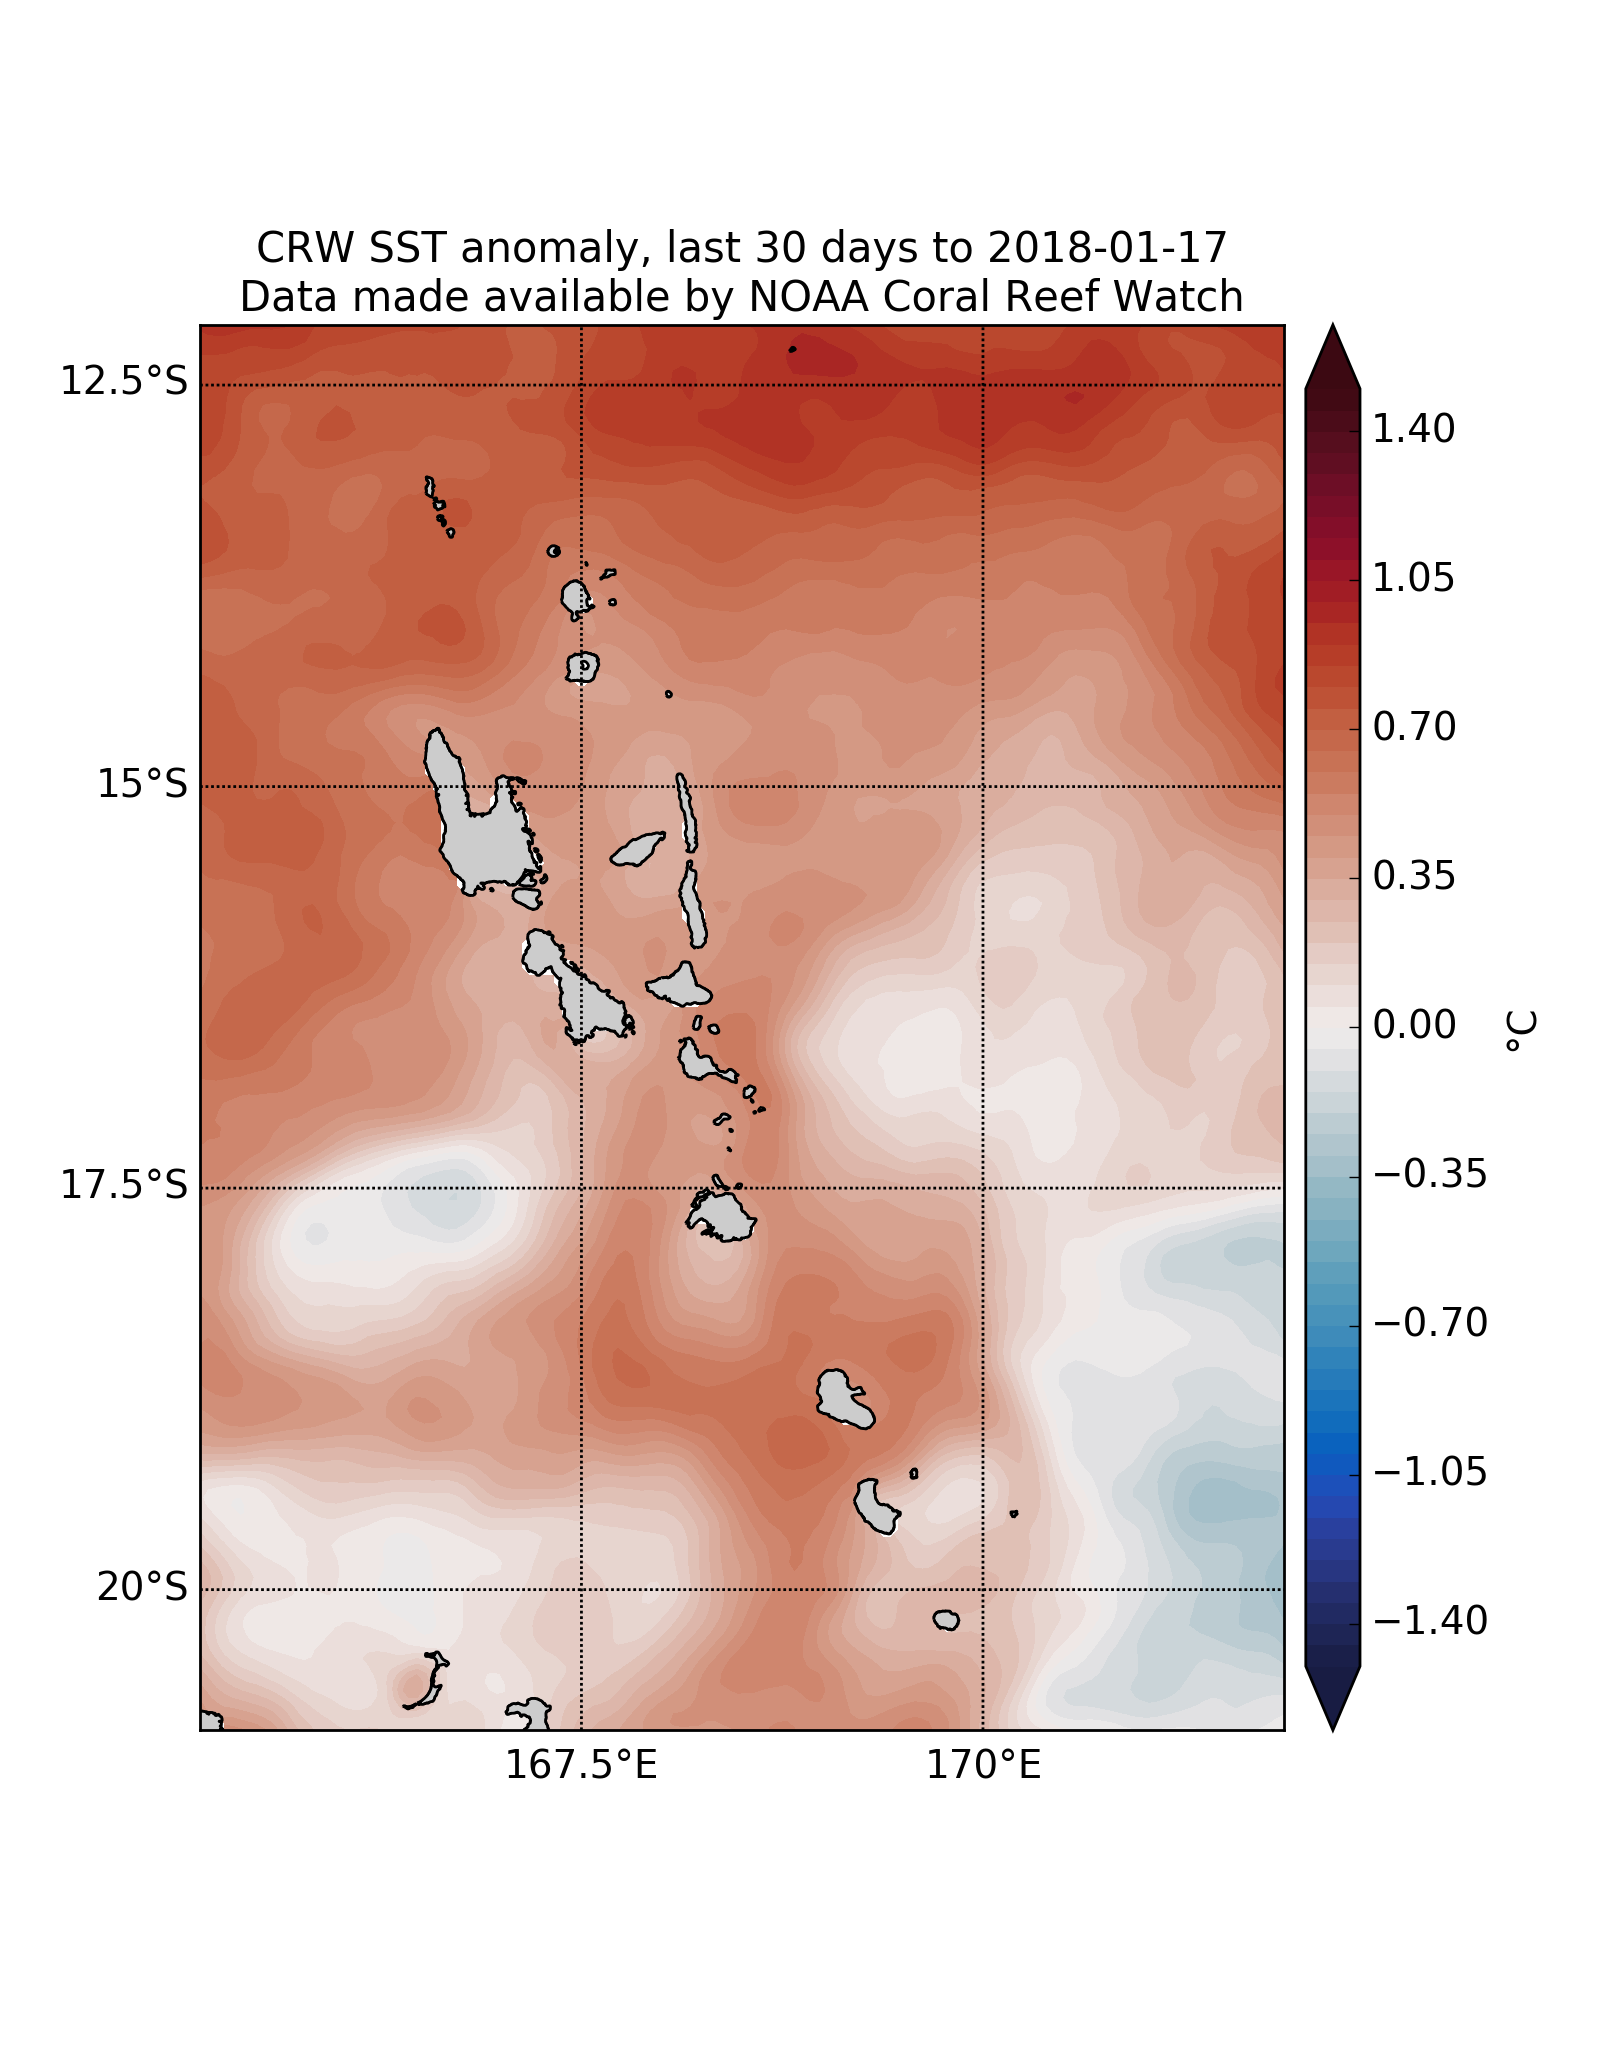 CRW SST anomaly, last 30 days to 2018-01-17
Data made available by NOAA Coral Reef Watch
12.5°S
15°S
17.5°S
20°S
167.5°E
170°E
1.40
1.05
0.70
0.35
0.00
−0.35
−0.70
−1.05
−1.40
°C